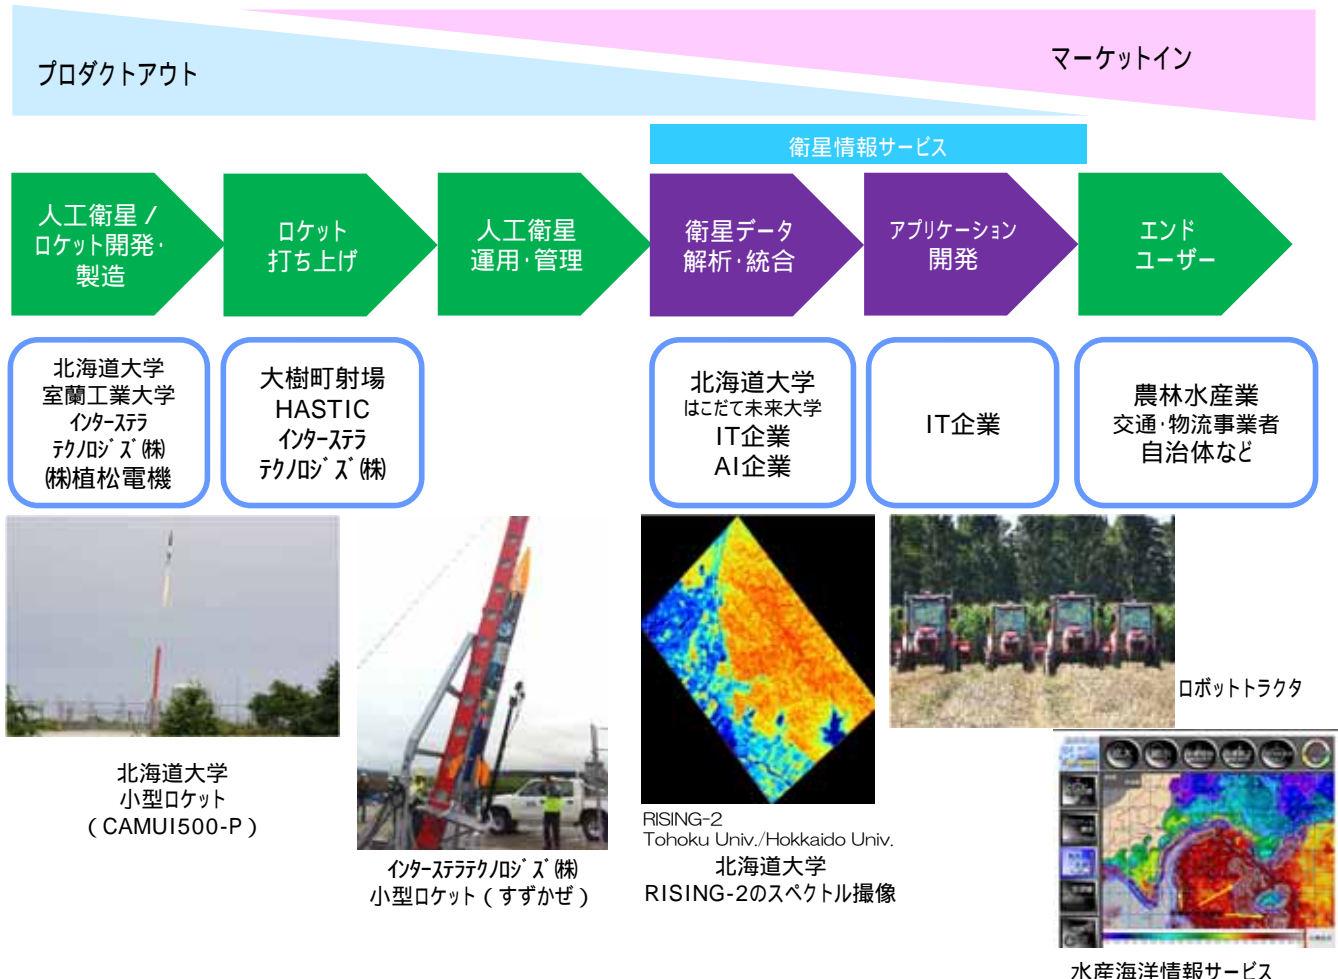 プロダクトアウト
マーケットイン
衛星情報サービス
人工衛星 /
ロケット開発・
製造
ロケット
打ち上げ
人工衛星
運用・管理
衛星データ
解析・統合
アプリケーション
開発
エンド
ユーザー
北海道大学
室蘭工業大学
インターステラ
テクノロジズ(株)
(株)植松電機
大樹町射場
HASTIC
インターステラ
テクノロジズ(株)
北海道大学
はこだて未来大学
IT企業
AI企業
IT企業
農林水産業
交通・物流事業者
自治体など
北海道大学
小型ロケット
（CAMUI500-P）
インターステラテクノロジズ(株)
小型ロケット（すずかぜ）
RISING-2
Tohoku Univ./Hokkaido Univ.
北海道大学
RISING-2のスペクトル撮像
ロボットトラクタ
水産海洋情報サービス